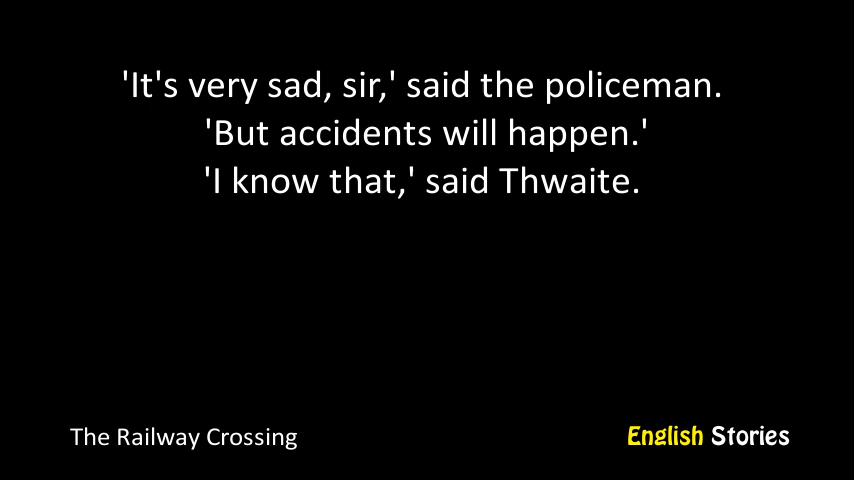 'It's very sad, sir,' said the policeman.
'But accidents will happen.'
'I know that,' said Thwaite.
The Railway Crossing
English Stories